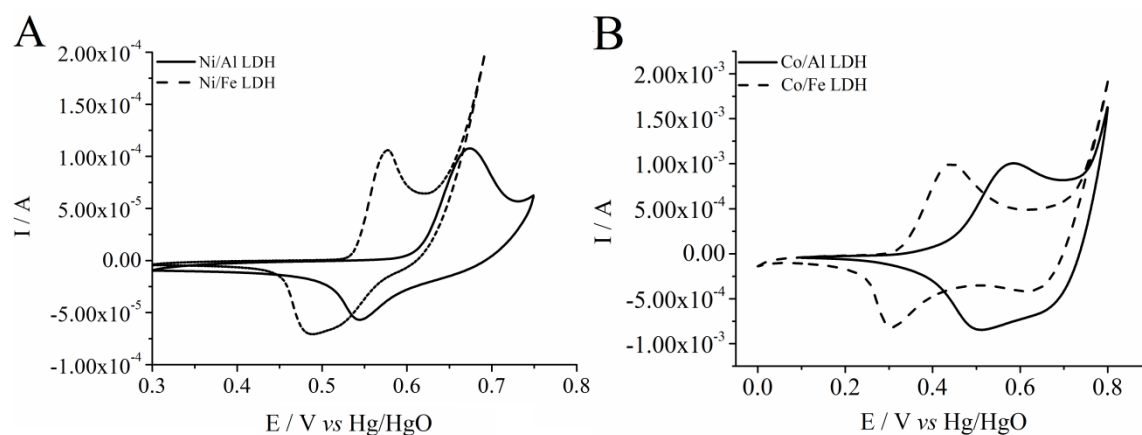 A
2.00x10⁻⁴
1.50x10⁻⁴
1.00x10⁻⁴
5.00x10⁻⁵
0.00
-5.00x10⁻⁵
-1.00x10⁻⁴
I / A
Ni/Al LDH
Ni/Fe LDH
0.3 0.4 0.5 0.6 0.7 0.8
E / V vs Hg/HgO
B
2.00x10⁻³
1.50x10⁻³
1.00x10⁻³
5.00x10⁻⁴
0.00
-5.00x10⁻⁴
-1.00x10⁻³
I / A
Co/Al LDH
Co/Fe LDH
0.0 0.2 0.4 0.6 0.8
E / V vs Hg/HgO